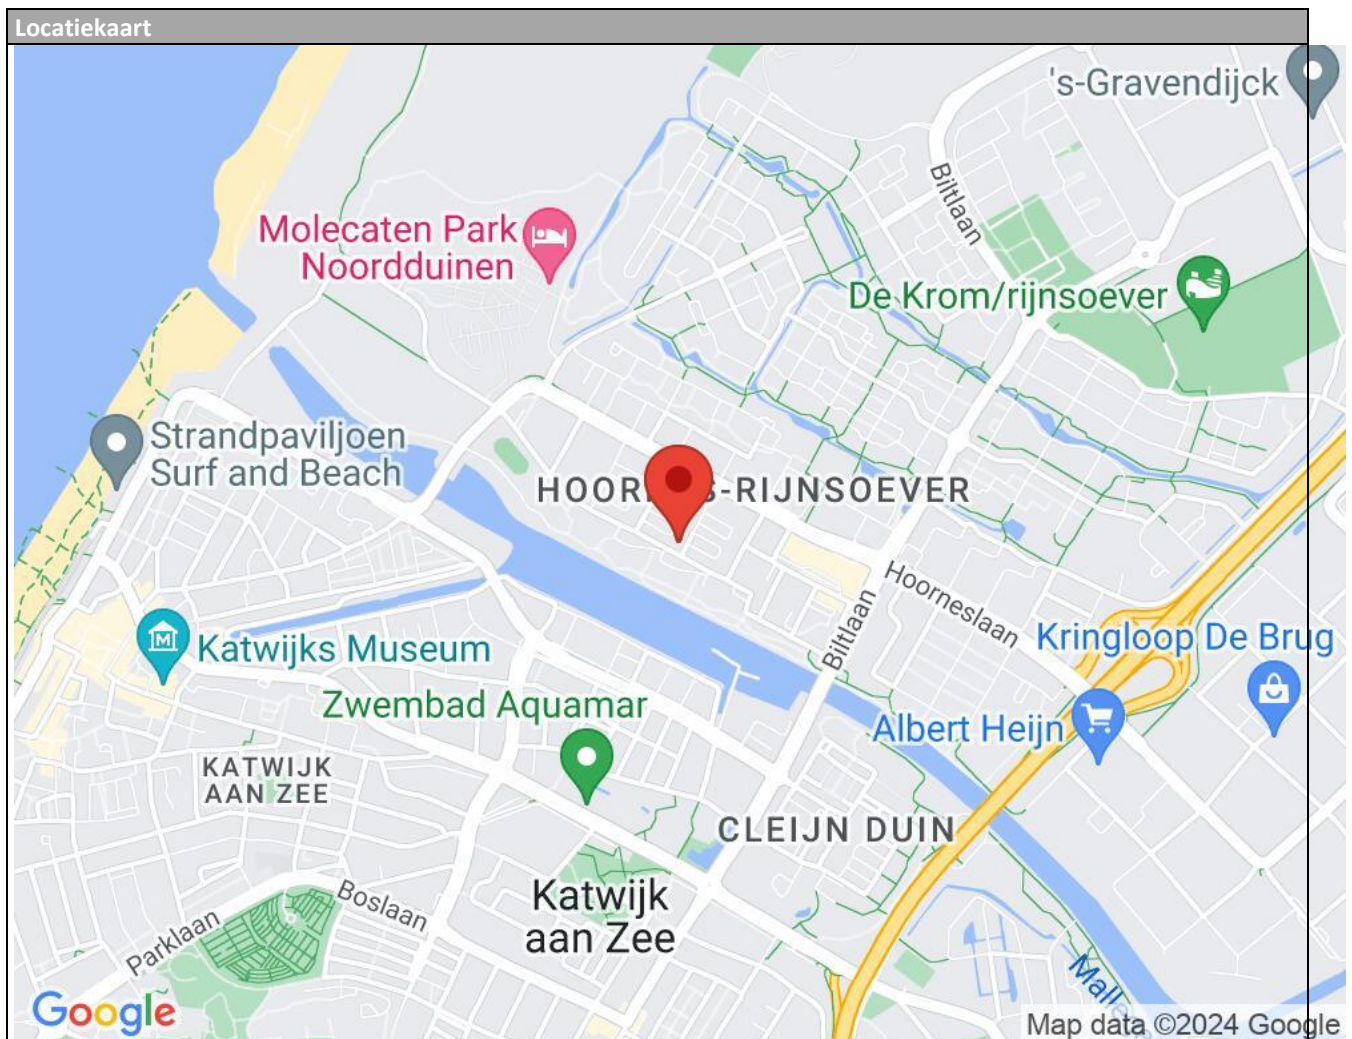 Locatiekaart
's-Gravendijck
Biltlaan
Molecaten Park
Noordduinen
De Krom/rijnsoever
Strandpaviljoen
Surf and Beach
-RIJNSOEVER
Hoorneslaan
Biltlaan
Katwijks Museum
Kringloop De Brug
Zwembad Aquamar
Albert Heijn
KATWIJK
AAN ZEE
CLEIJN DUIN
Katwijk
aan Zee
Boslaan
Parklaan
Google
Map data ©2024 Google